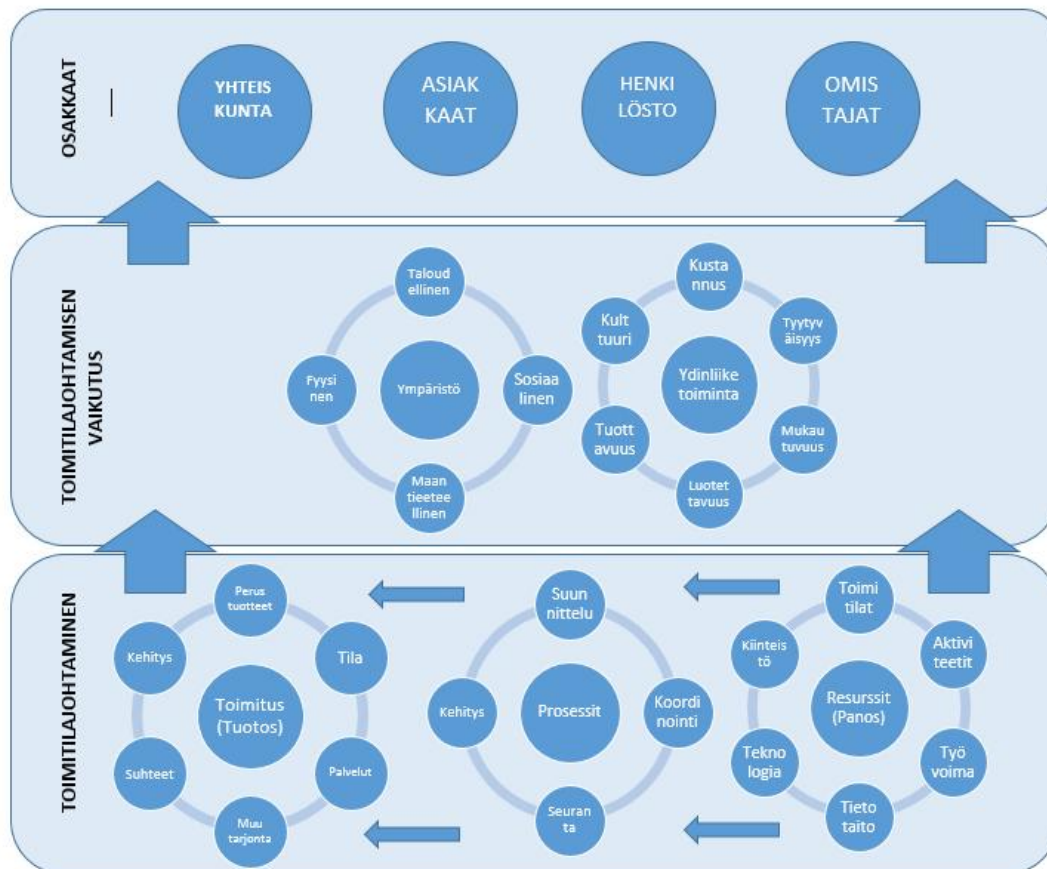 OSAKKAAT
YHTEIS
KUNTA
ASIAK
KAAT
HENKI
LÖSTO
OMIS
TAJAT
TOIMITILAJOHTAMISEN
VAIKUTUS
Taloud
ellinen
Fyysi
nen
Ympäristö
Sosiaa
linen
Maan
tieetee
llinen
Kusta
nnus
Kult
tuuri
Tyytyv
äisyys
Ydinliike
toiminta
Tuott
avuus
Mukau
tuvuus
Luotet
tavuus
TOIMITILAJOHTAMINEN
Perus
tuotteet
Kehitys
Tila
Toimitus
(Tuotos)
Suhteet
Palvelut
Muu
tarjonta
Suun
nittelu
Kehitys
Prosessit
Koordi
nointi
Seuran
ta
Toimi
tilat
Kiinteis
tö
Aktivi
teetit
Resurssit
(Panos)
Tekno
logia
Työ
voima
Tieto
taito